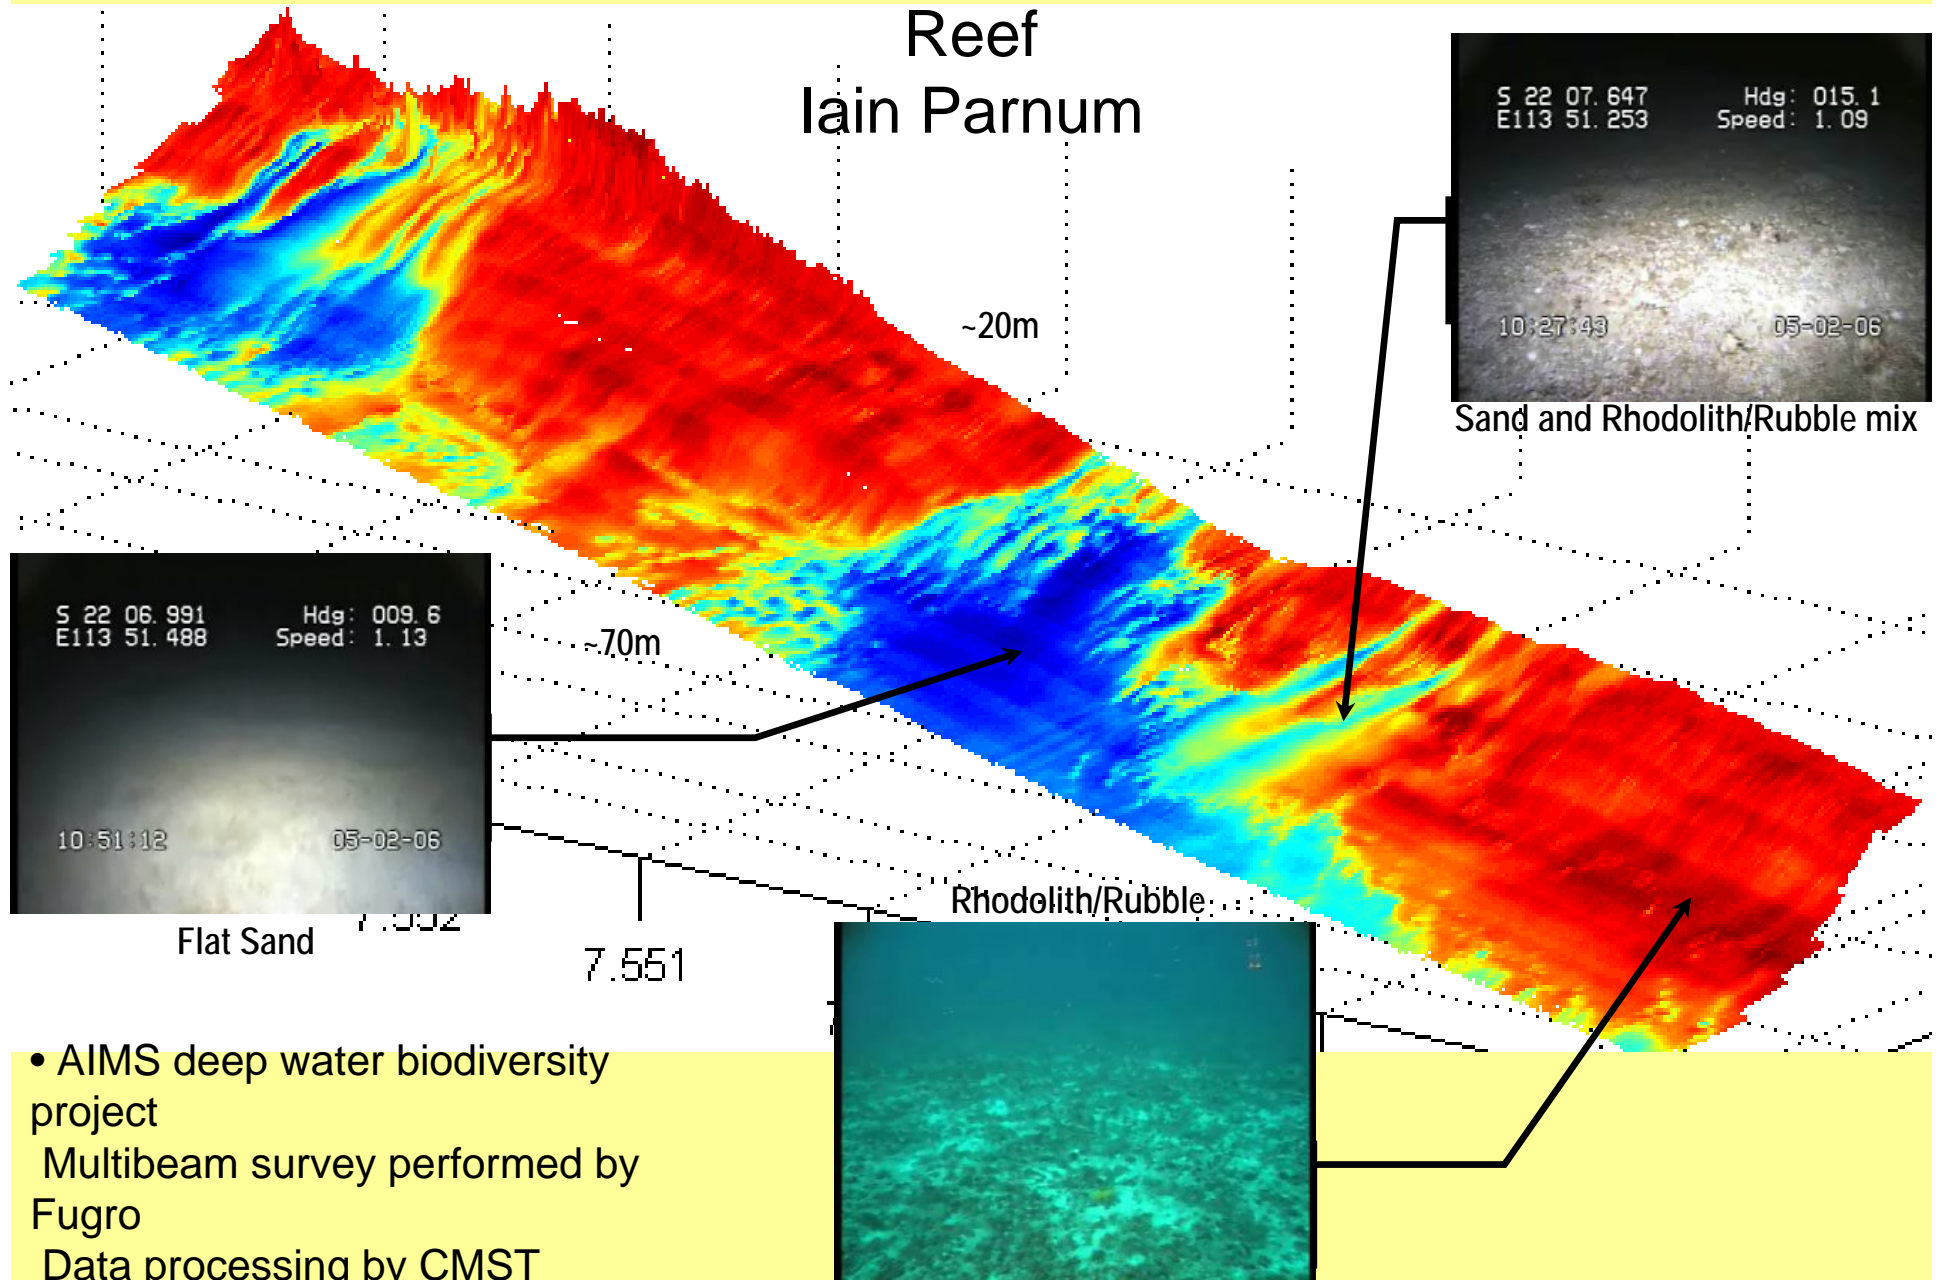 Reef
Iain Parnum
S 22 07.647 Hdg: 015.1
E113 51.253 Speed: 1.09
10:27:43 05-02-06
Sand and Rhodolith/Rubble mix
~20m
S 22 06.991 Hdg: 009.6
E113 51.488 Speed: 1.13
10:51:12 05-02-06
~70m
Flat Sand
7.551
Rhodolith/Rubble
• AIMS deep water biodiversity
project
Multibeam survey performed by
Fugro
Data processing by CMST